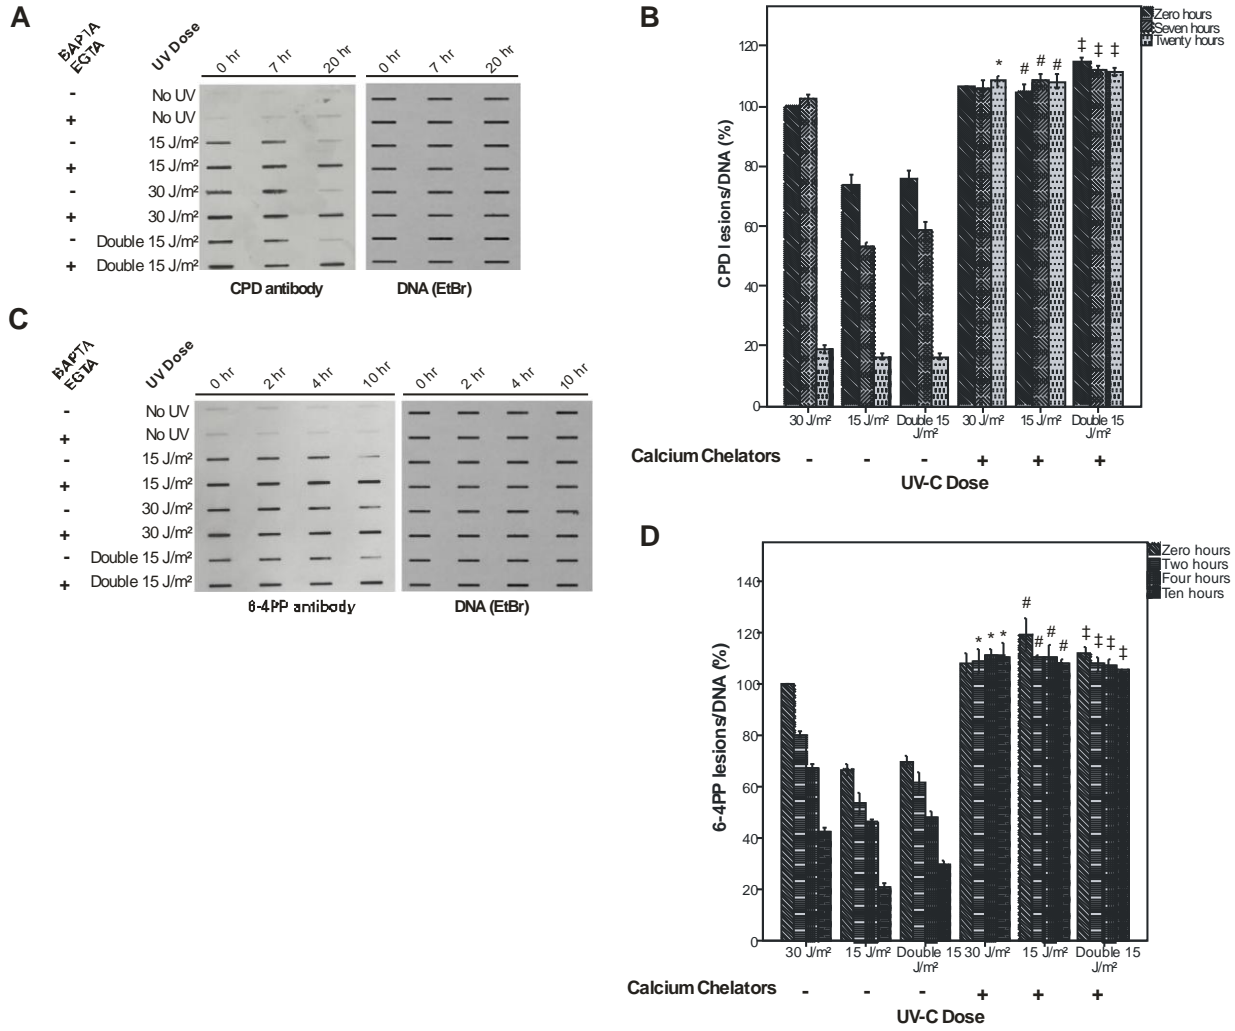 A
BAPTA
EGTA
UV Dose
0 hr
7 hr
20 hr
0 hr
7 hr
20 hr
- No UV
+ No UV
- 15 J/m²
+ 15 J/m²
- 30 J/m²
+ 30 J/m²
- Double 15 J/m²
+ Double 15 J/m²
CPD antibody
DNA (EtBr)
B
Zero hours
Seven hours
Twenty hours
CPD lesions/DNA (%)
120
100
80
60
40
20
0
*
# # #
‡ ‡ ‡
30 J/m²
15 J/m²
Double 15
J/m²
30 J/m²
15 J/m²
Double 15
J/m²
Calcium Chelators - - - + + +
UV-C Dose
C
BAPTA
EGTA
UV Dose
0 hr
2 hr
4 hr
10 hr
0 hr
2 hr
4 hr
10 hr
- No UV
+ No UV
- 15 J/m²
+ 15 J/m²
- 30 J/m²
+ 30 J/m²
- Double 15 J/m²
+ Double 15 J/m²
6-4PP antibody
DNA (EtBr)
D
Zero hours
Two hours
Four hours
Ten hours
6-4PP lesions/DNA (%)
140
120
100
80
60
40
20
0
* * *
# # # #
‡ ‡ ‡ ‡
30 J/m²
15 J/m²
Double 15
J/m²
30 J/m²
15 J/m²
Double 15
J/m²
Calcium Chelators - - - + + +
UV-C Dose